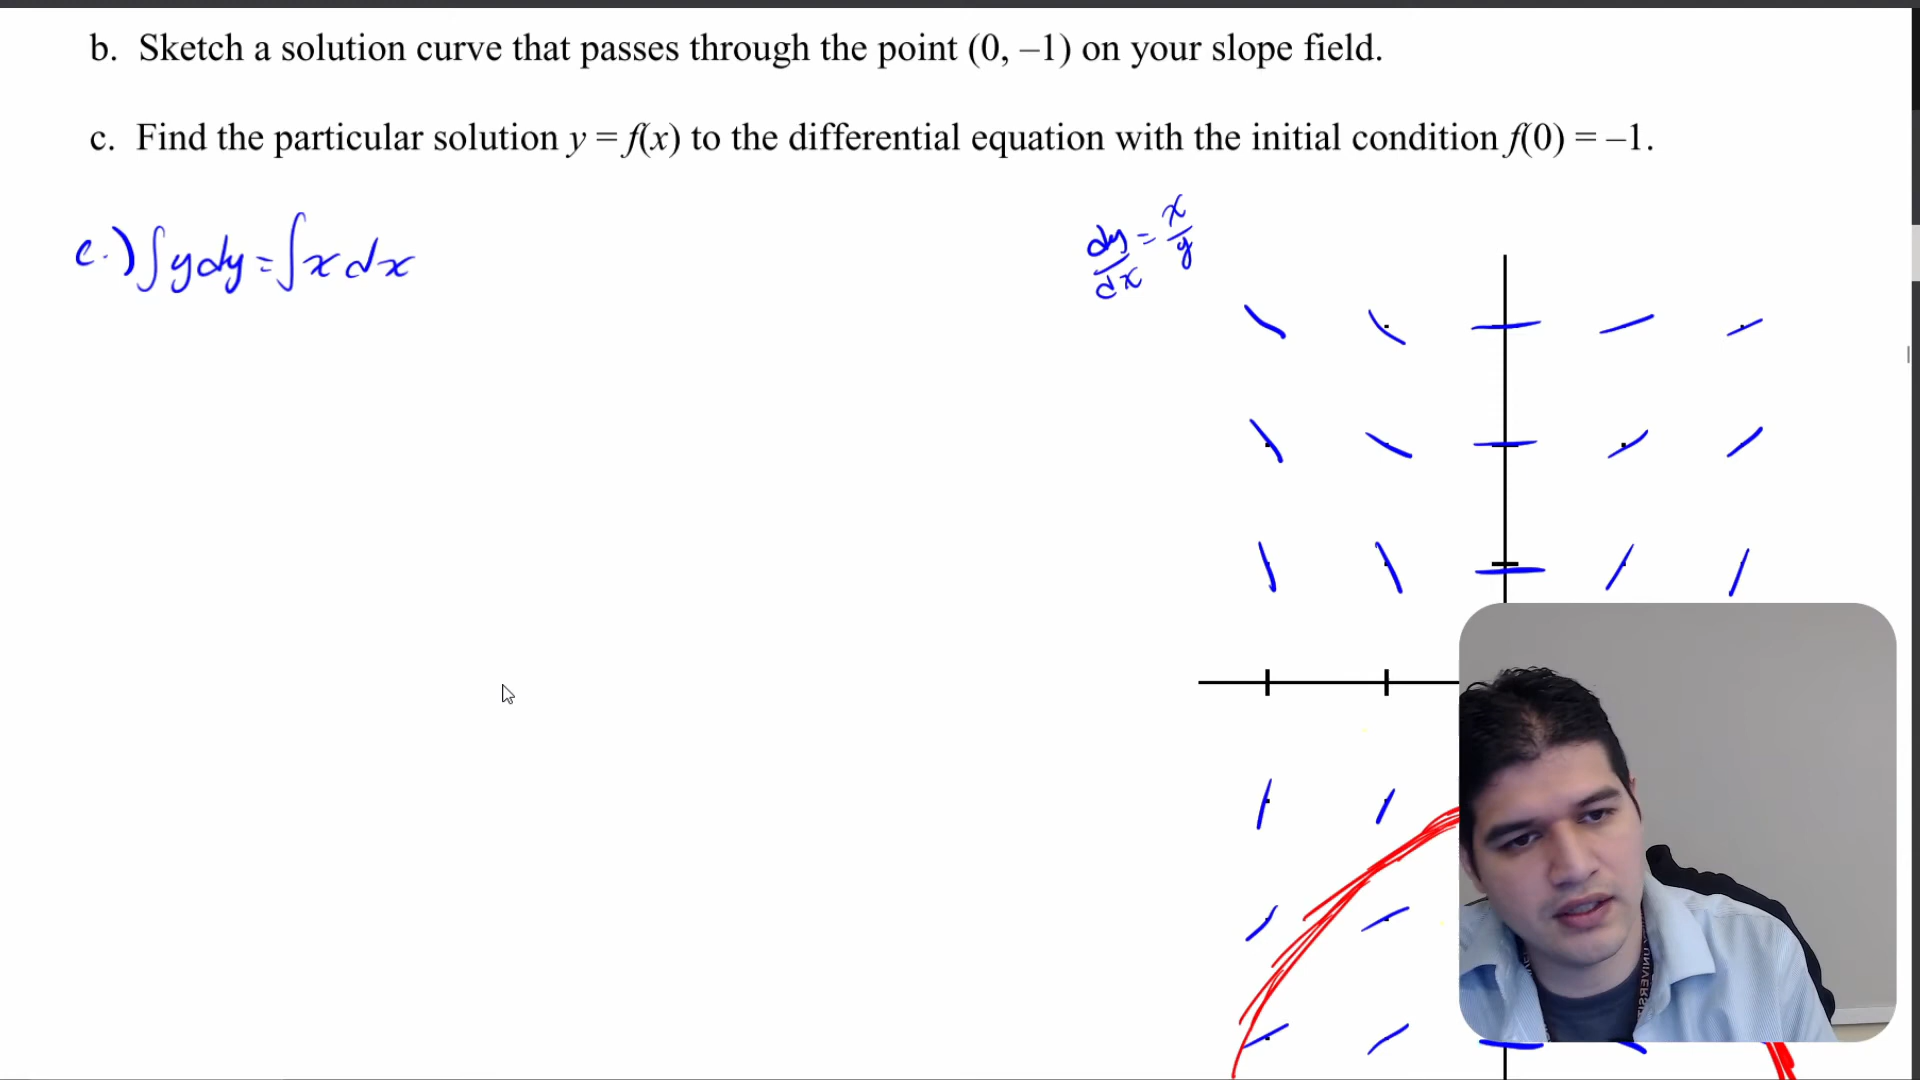 b. Sketch a solution curve that passes through the point (0, –1) on your slope field.
c. Find the particular solution y = f(x) to the differential equation with the initial condition f(0) = –1.
c.) ∫ y dy = ∫ x dx
dy/dx = x/y